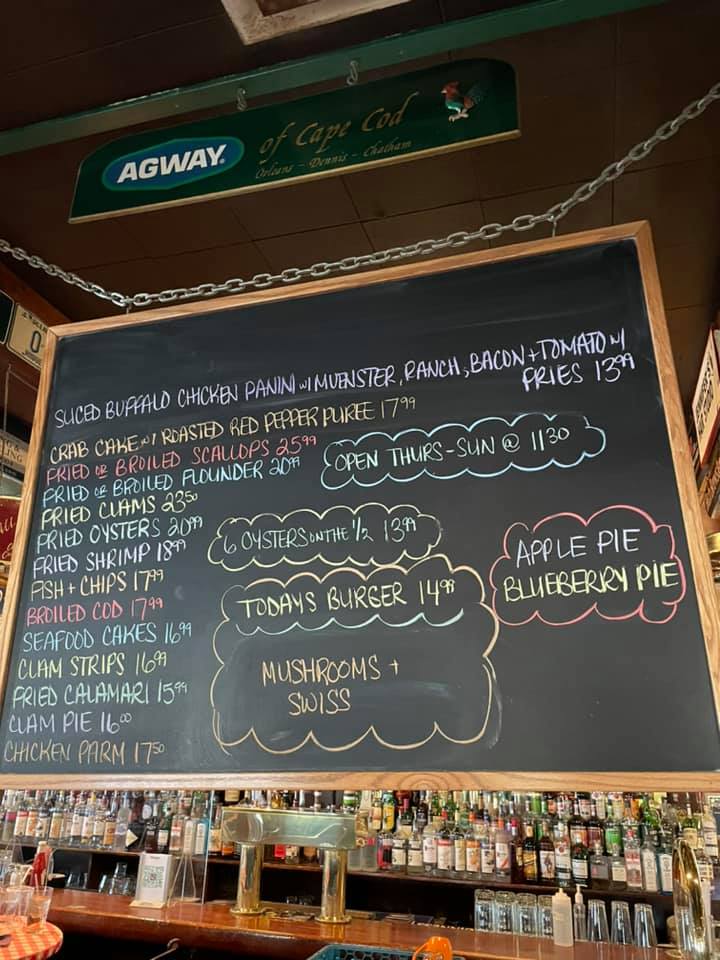 AGWAY
of Cape Cod
Orleans - Dennis - Chatham
SLICED BUFFALO CHICKEN PANINI w/ MUENSTER, RANCH, BACON + TOMATO w/
FRIES 13.99
CRAB CAKE w/ ROASTED RED PEPPER PUREE 17.99
FRIED OR BROILED SCALLOPS 25.99
FRIED OR BROILED FLOUNDER 20.99
FRIED CLAMS 23.50
FRIED OYSTERS 20.99
FRIED SHRIMP 18.99
FISH + CHIPS 17.99
BROILED COD 17.99
SEAFOOD CAKES 16.99
CLAM STRIPS 16.99
FRIED CALAMARI 15.99
CLAM PIE 16.00
CHICKEN PARM 17.50
OPEN THURS-SUN @ 11:30
6 OYSTERS ON THE 1/2 13.99
TODAYS BURGER 14.99
MUSHROOMS +
SWISS
APPLE PIE
BLUEBERRY PIE